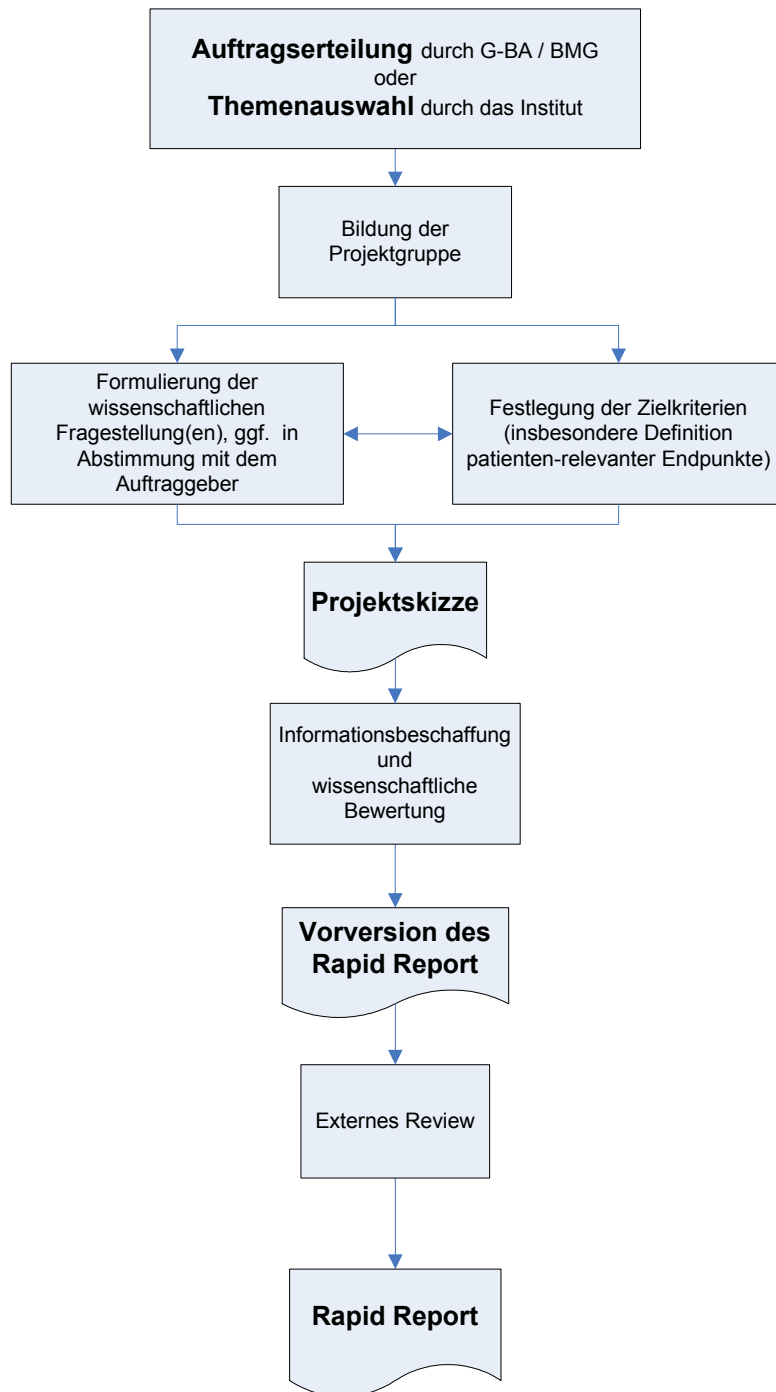 Auftragserteilung durch G-BA / BMG
oder
Themenauswahl durch das Institut
Bildung der
Projektgruppe
Formulierung der
wissenschaftlichen
Fragestellung(en), ggf. in
Abstimmung mit dem
Auftraggeber
Festlegung der Zielkriterien
(insbesondere Definition
patienten-relevanter Endpunkte)
Projektskizze
Informationsbeschaffung
und
wissenschaftliche
Bewertung
Vorversion des
Rapid Report
Externes Review
Rapid Report